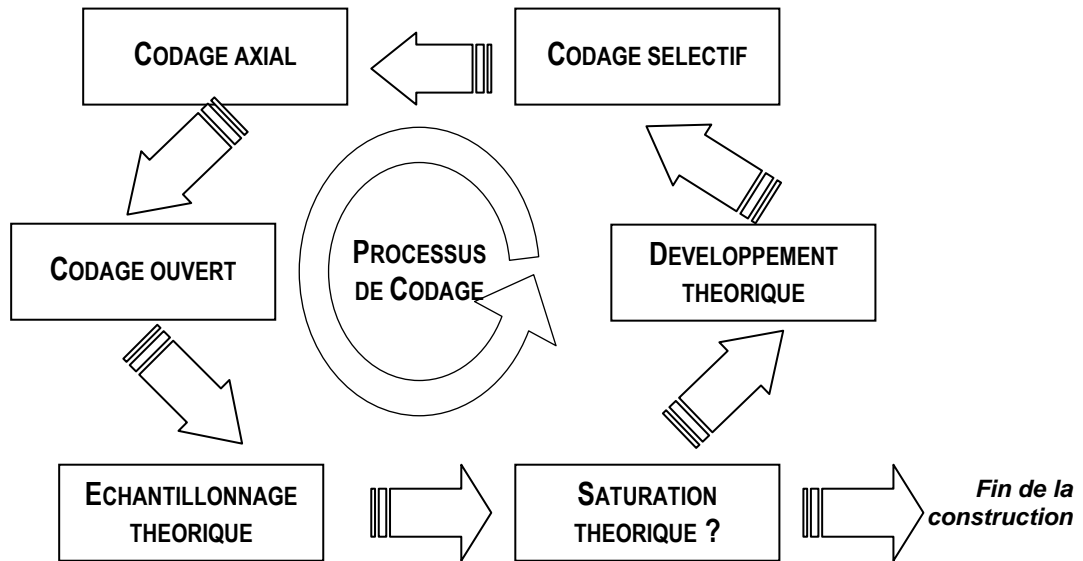 CODAGE AXIAL
CODAGE SELECTIF
CODAGE OUVERT
PROCESSUS
DE CODAGE
DEVELOPPEMENT
THEORIQUE
ECHANTILLONNAGE
THEORIQUE
SATURATION
THEORIQUE ?
Fin de la
construction